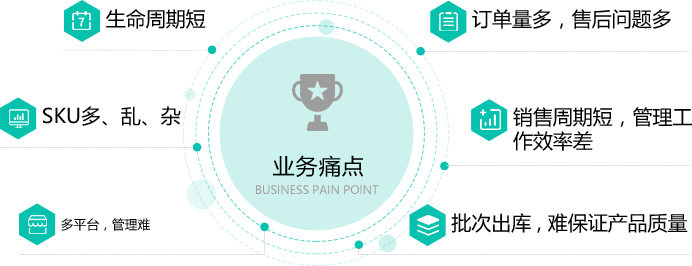 7
生命周期短
订单量多，售后问题多
SKU多、乱、杂
销售周期短，管理工
作效率差
业务痛点
BUSINESS PAIN POINT
多平台，管理难
批次出库，难保证产品质量